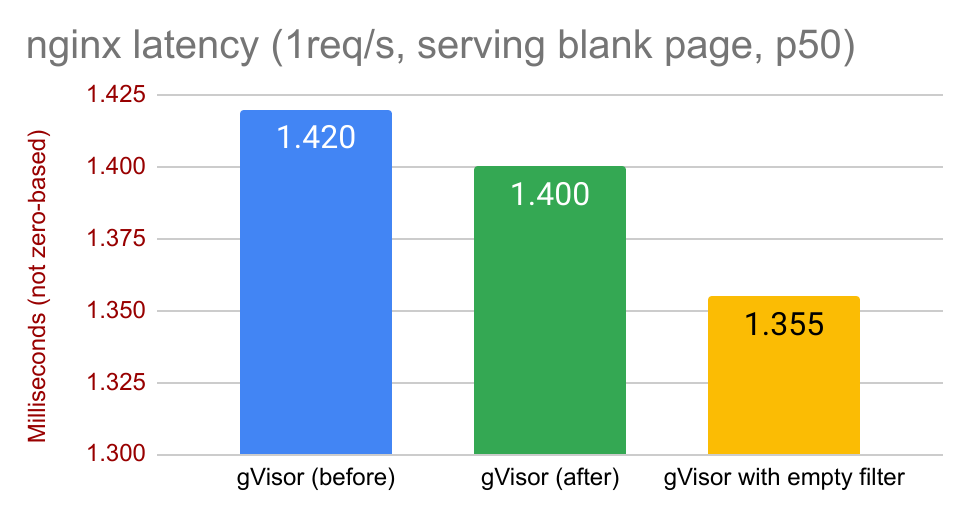 nginx latency (1req/s, serving blank page, p50)
Milliseconds (not zero-based)
1.425
1.400
1.375
1.350
1.325
1.300
1.420
1.400
1.355
gVisor (before)
gVisor (after)
gVisor with empty filter